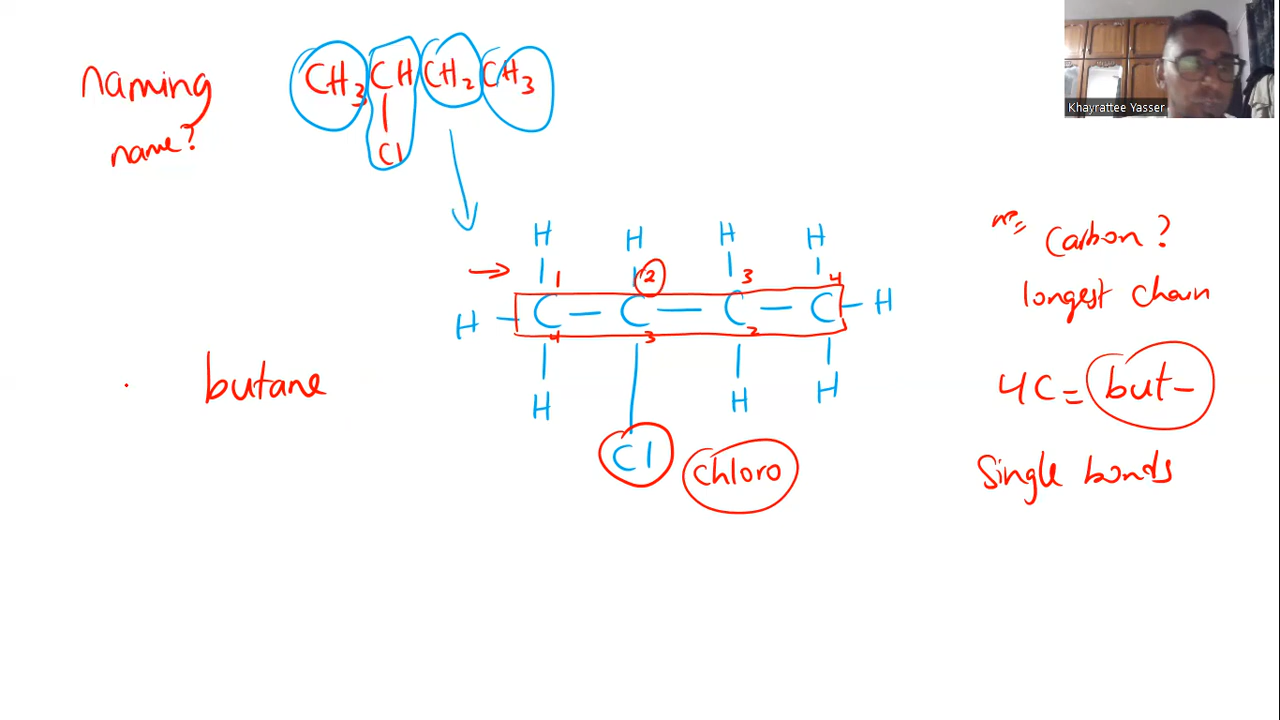 naming
name?
CH3 CH CH2 CH3
Cl
H H H H
1 2 3 4
H - C - C - C - C - H
4 3 2
H H H
Cl chloro
butane
nº= Carbon?
longest chain
4C = but-
Single bonds
Khayrattee Yasser